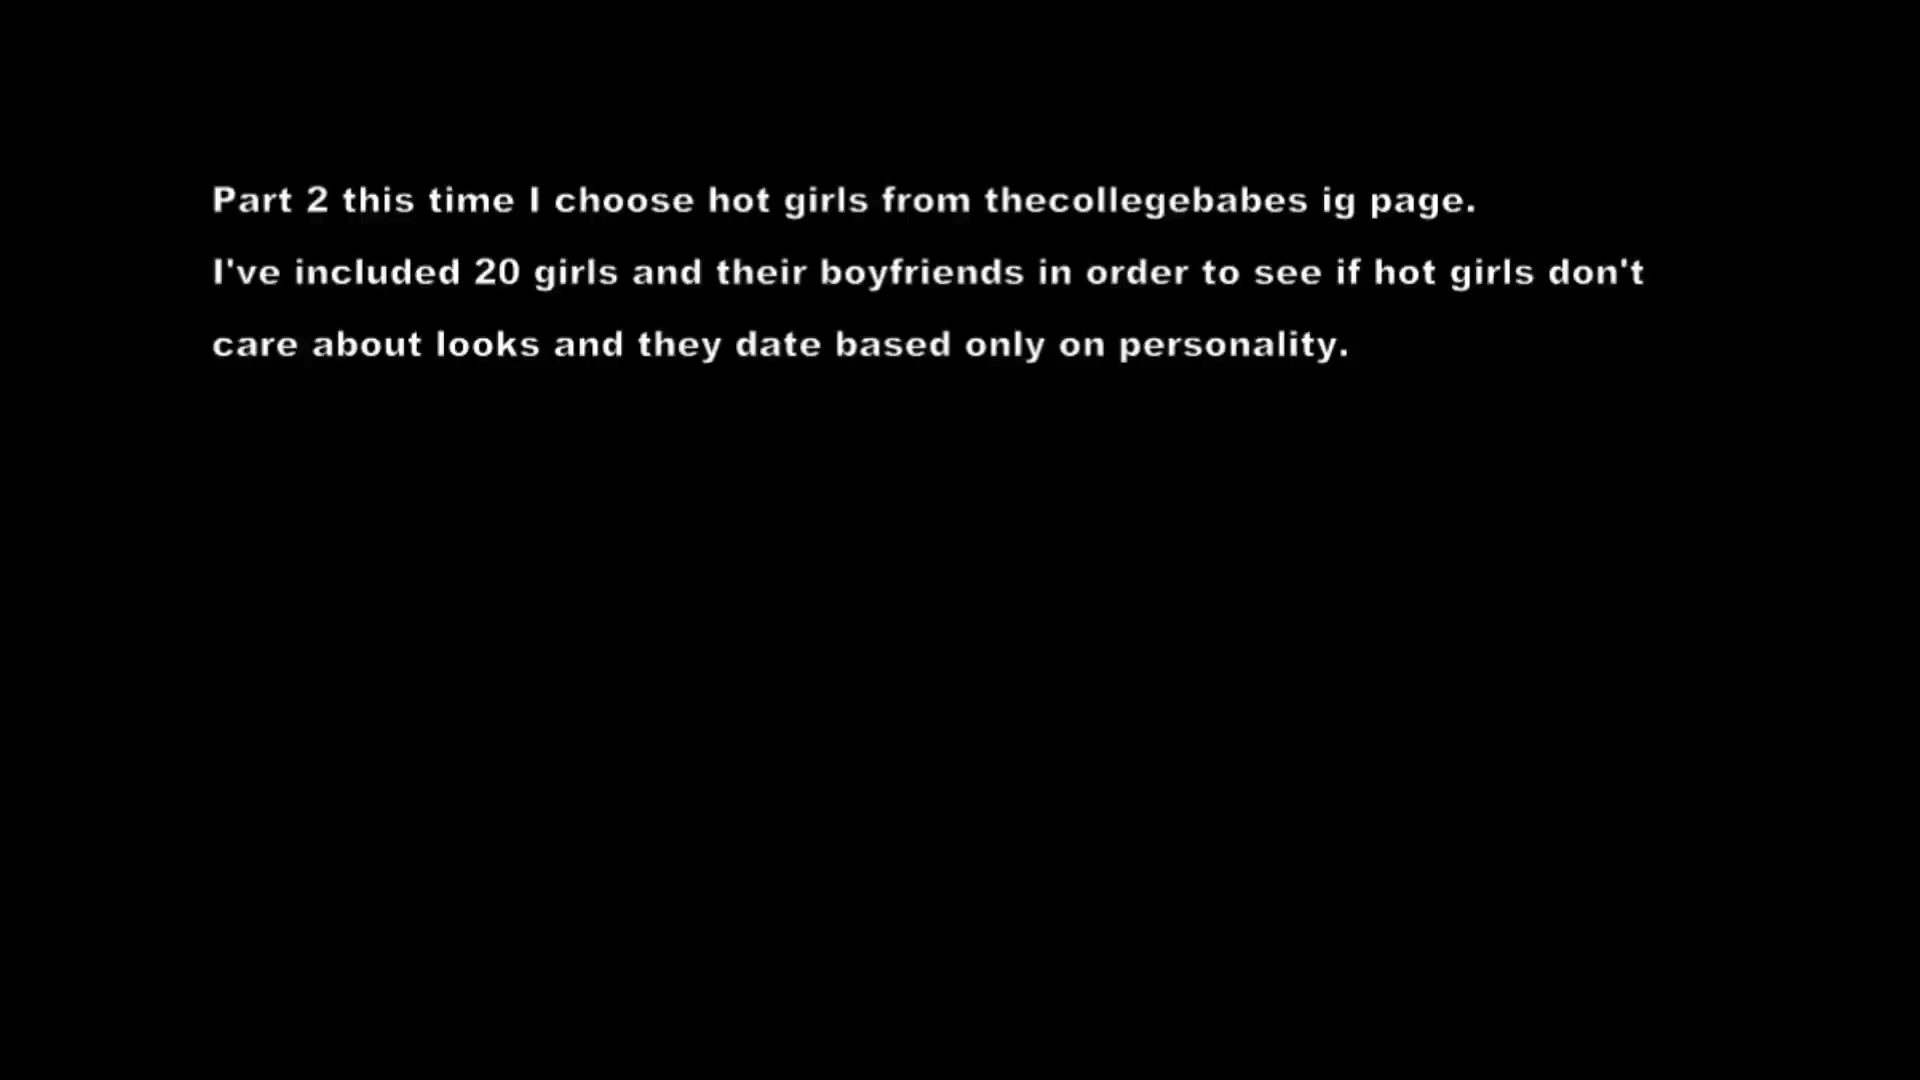 Part 2 this time I choose hot girls from thecollegebabes ig page.
I've included 20 girls and their boyfriends in order to see if hot girls don't
care about looks and they date based only on personality.